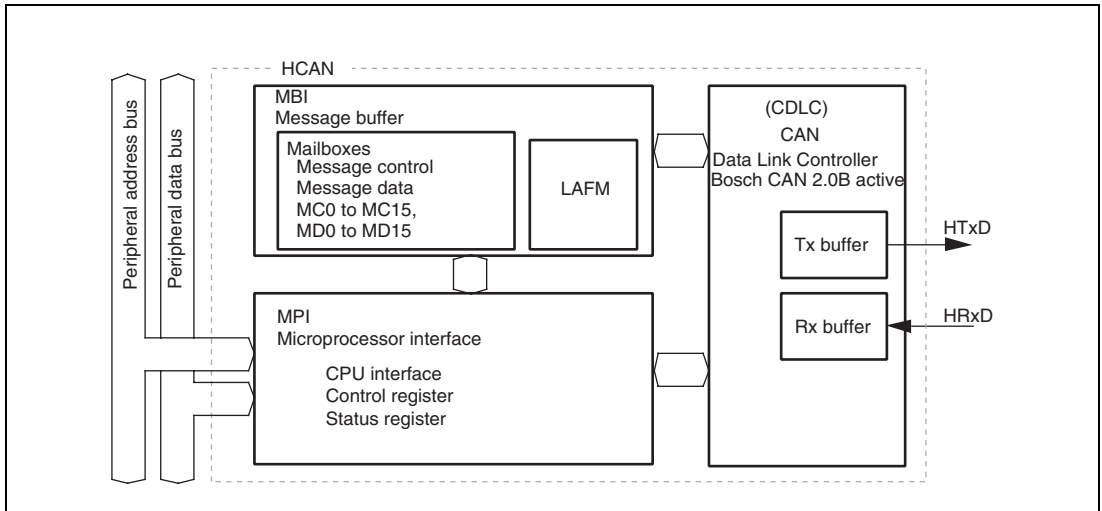 HCAN
Peripheral address bus
Peripheral data bus
MBI
Message buffer
Mailboxes
Message control
Message data
MC0 to MC15,
MD0 to MD15
LAFM
MPI
Microprocessor interface
CPU interface
Control register
Status register
(CDLC)
CAN
Data Link Controller
Bosch CAN 2.0B active
Tx buffer
HTxD
Rx buffer
HRxD